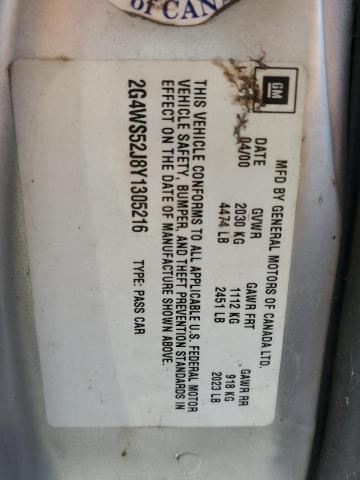 of CANA
GM
MFD BY GENERAL MOTORS OF CANADA LTD.
DATE GVWR GAWR FRT GAWR RR
04/00 2030 KG 1112 KG 918 KG
4474 LB 2451 LB 2023 LB
THIS VEHICLE CONFORMS TO ALL APPLICABLE U.S. FEDERAL MOTOR
VEHICLE SAFETY, BUMPER, AND THEFT PREVENTION STANDARDS IN
EFFECT ON THE DATE OF MANUFACTURE SHOWN ABOVE.
2G4WS52J8Y1305216 TYPE: PASS CAR